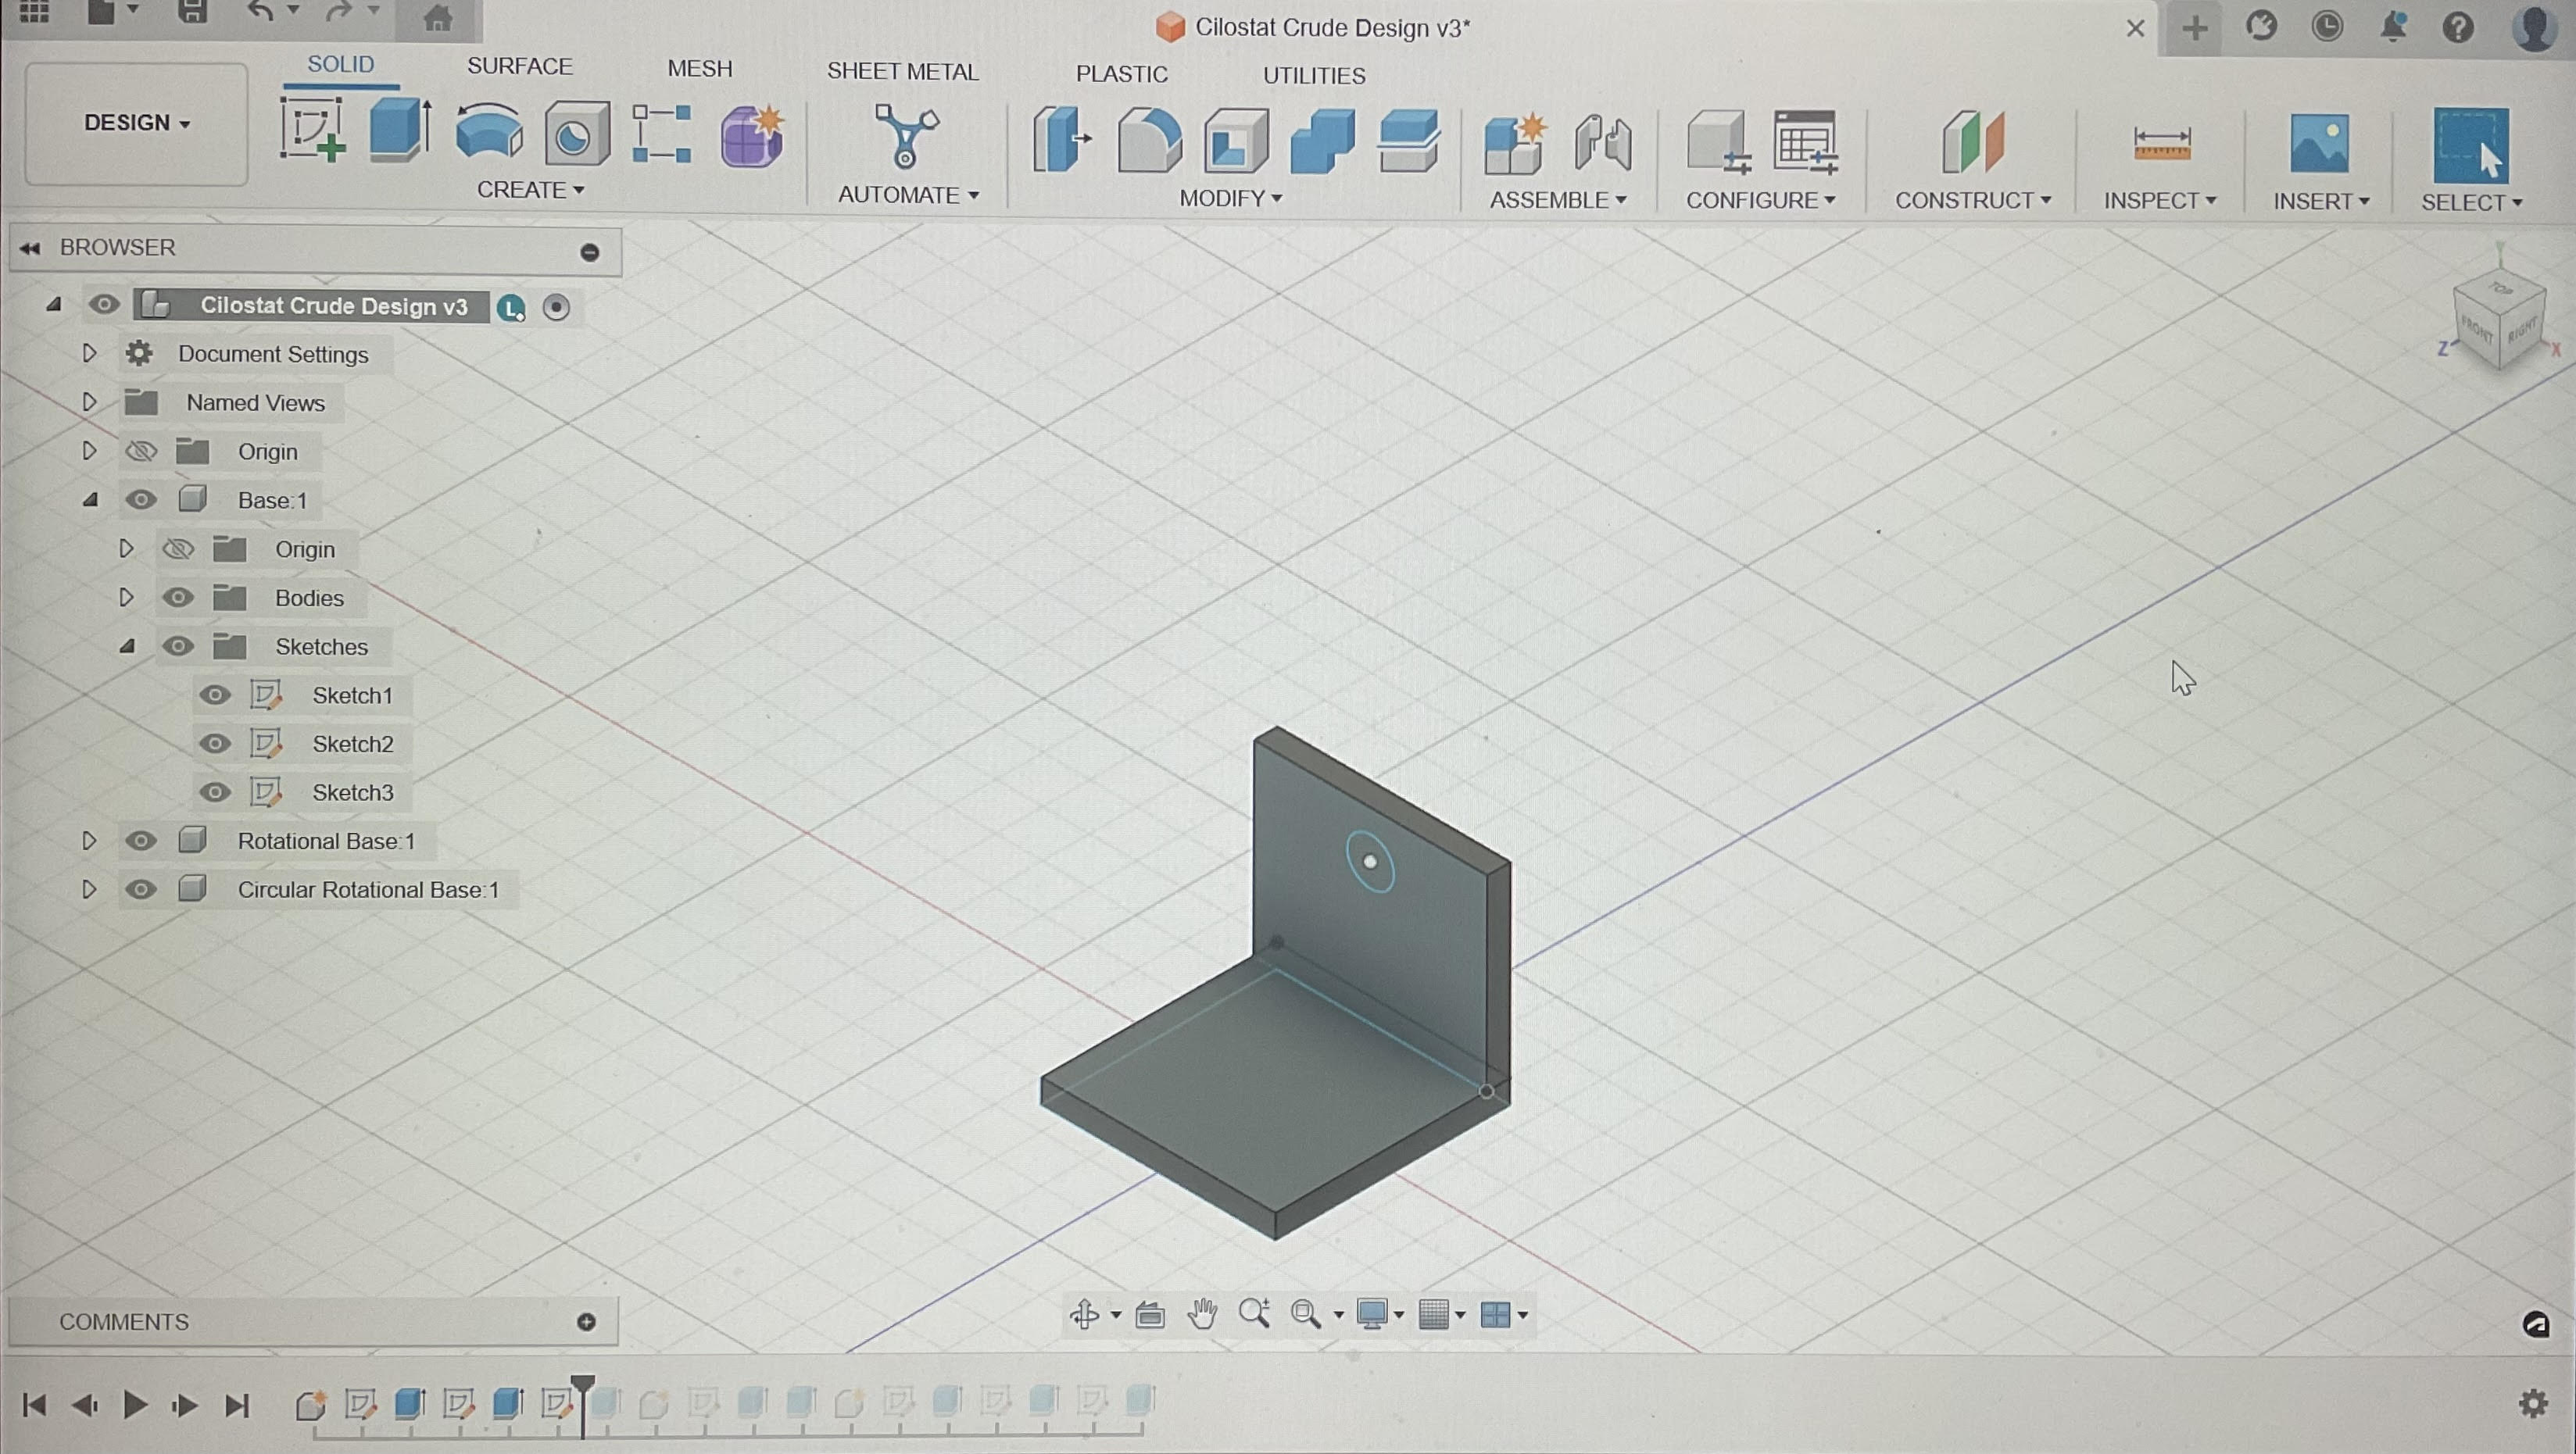 Cilostat Crude Design v3*
SOLID SURFACE MESH SHEET METAL PLASTIC UTILITIES
DESIGN
CREATE AUTOMATE MODIFY ASSEMBLE CONFIGURE CONSTRUCT INSPECT INSERT SELECT
BROWSER
Cilostat Crude Design v3 L
Document Settings
Named Views
Origin
Base:1
Origin
Bodies
Sketches
Sketch1
Sketch2
Sketch3
Rotational Base:1
Circular Rotational Base:1
Y
TOP
FRONT RIGHT
Z X
COMMENTS